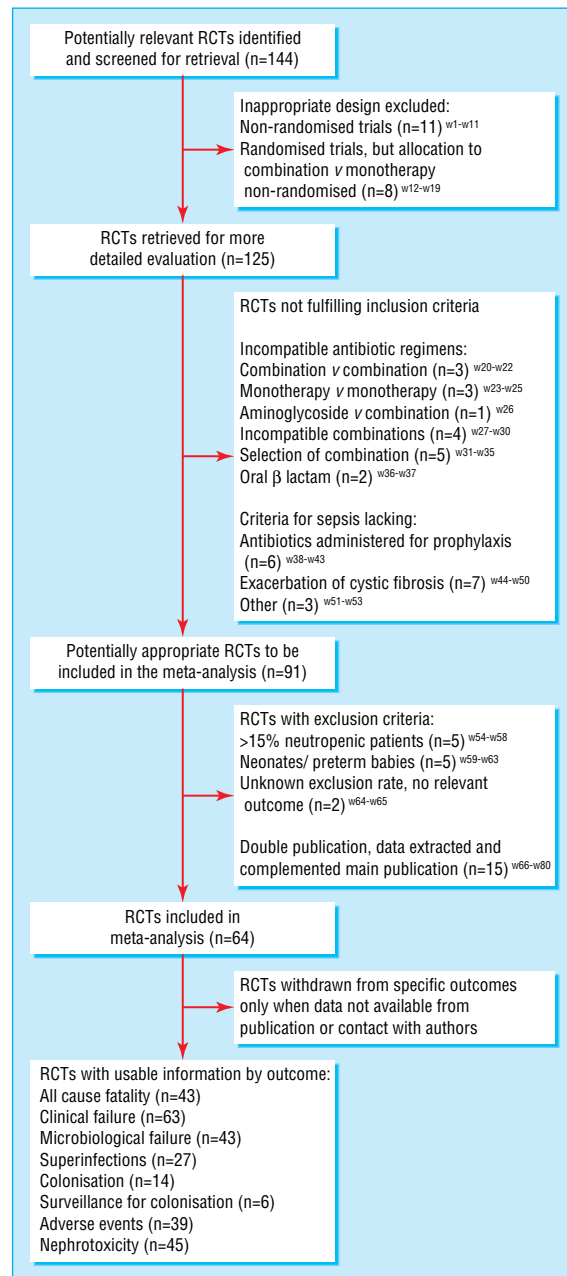 Potentially relevant RCTs identified
and screened for retrieval (n=144)
Inappropriate design excluded:
Non-randomised trials (n=11) w1-w11
Randomised trials, but allocation to
combination v monotherapy
non-randomised (n=8) w12-w19
RCTs retrieved for more
detailed evaluation (n=125)
RCTs not fulfilling inclusion criteria
Incompatible antibiotic regimens:
Combination v combination (n=3) w20-w22
Monotherapy v monotherapy (n=3) w23-w25
Aminoglycoside v combination (n=1) w26
Incompatible combinations (n=4) w27-w30
Selection of combination (n=5) w31-w35
Oral β lactam (n=2) w36-w37
Criteria for sepsis lacking:
Antibiotics administered for prophylaxis
(n=6) w38-w43
Exacerbation of cystic fibrosis (n=7) w44-w50
Other (n=3) w51-w53
Potentially appropriate RCTs to be
included in the meta-analysis (n=91)
RCTs with exclusion criteria:
>15% neutropenic patients (n=5) w54-w58
Neonates/ preterm babies (n=5) w59-w63
Unknown exclusion rate, no relevant
outcome (n=2) w64-w65
Double publication, data extracted and
complemented main publication (n=15) w66-w80
RCTs included in
meta-analysis (n=64)
RCTs withdrawn from specific outcomes
only when data not available from
publication or contact with authors
RCTs with usable information by outcome:
All cause fatality (n=43)
Clinical failure (n=63)
Microbiological failure (n=43)
Superinfections (n=27)
Colonisation (n=14)
Surveillance for colonisation (n=6)
Adverse events (n=39)
Nephrotoxicity (n=45)